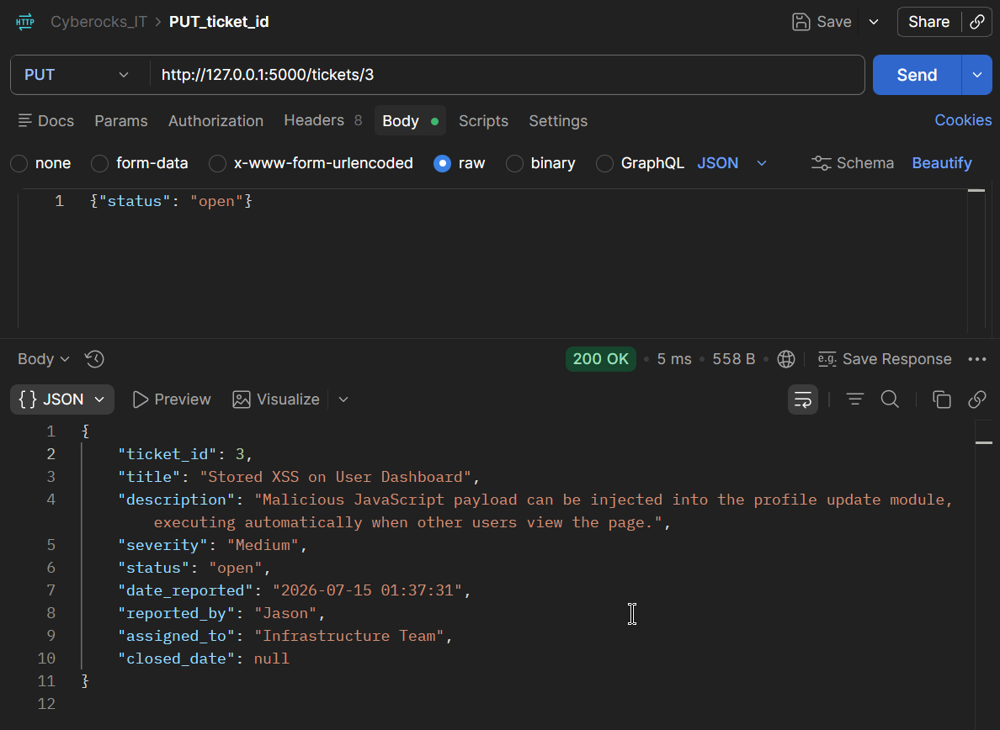 HTTP Cyberocks_IT > PUT_ticket_id Save Share
PUT http://127.0.0.1:5000/tickets/3 Send
Docs Params Authorization Headers 8 Body Scripts Settings Cookies
none form-data x-www-form-urlencoded raw binary GraphQL JSON Schema Beautify
1 {"status": "open"}
Body 200 OK • 5 ms • 558 B • e.g. Save Response
{} JSON Preview Visualize
1 {
2 "ticket_id": 3,
3 "title": "Stored XSS on User Dashboard",
4 "description": "Malicious JavaScript payload can be injected into the profile update module,
executing automatically when other users view the page.",
5 "severity": "Medium",
6 "status": "open",
7 "date_reported": "2026-07-15 01:37:31",
8 "reported_by": "Jason",
9 "assigned_to": "Infrastructure Team",
10 "closed_date": null
11 }
12